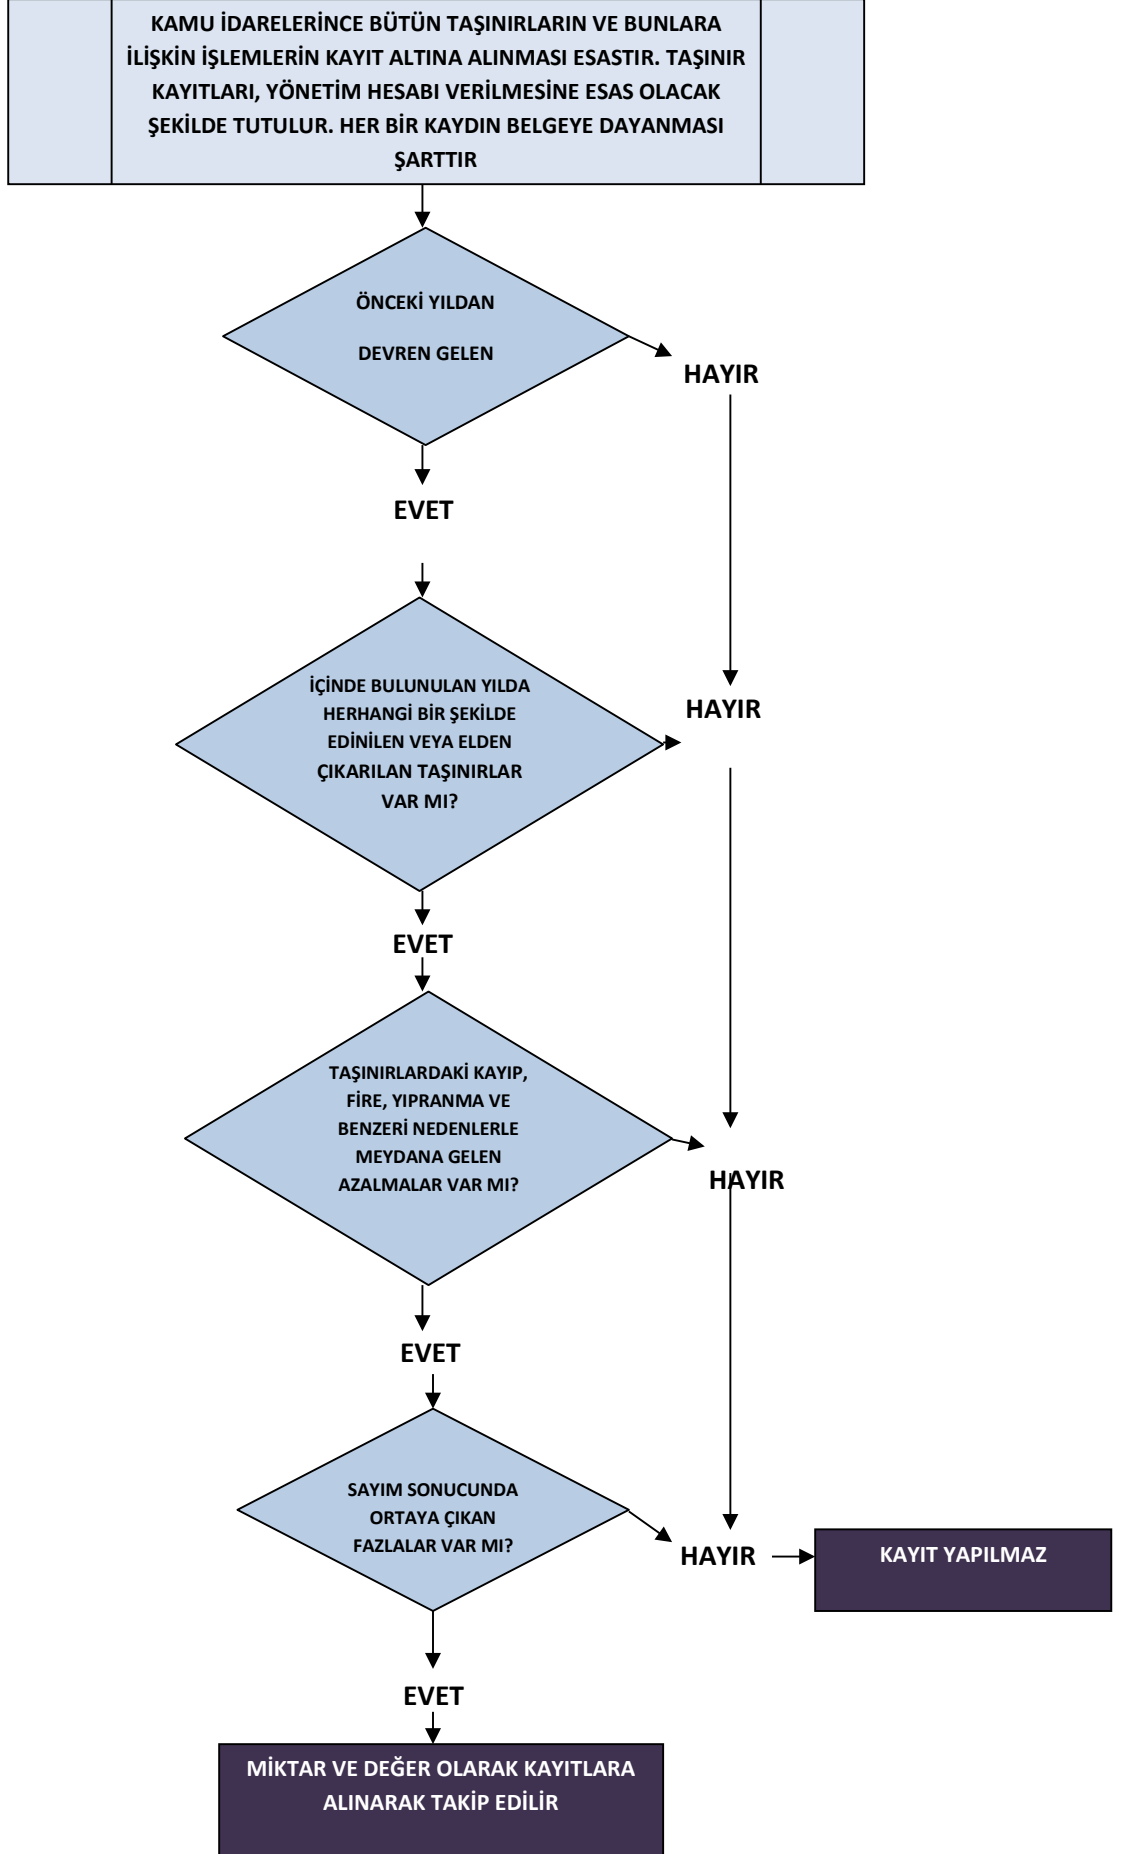 KAMU İDARELERİNCE BÜTÜN TAŞINIRLARIN VE BUNLARA
İLİŞKİN İŞLEMLERİN KAYIT ALTINA ALINMASI ESASTIR. TAŞINIR
KAYITLARI, YÖNETİM HESABI VERİLMESİNE ESAS OLACAK
ŞEKİLDE TUTULUR. HER BİR KAYDIN BELGEYE DAYANMASI
ŞARTTIR
ÖNCEKİ YILDAN
DEVREN GELEN
HAYIR
EVET
İÇİNDE BULUNULAN YILDA
HERHANGİ BİR ŞEKİLDE
EDİNİLEN VEYA ELDEN
ÇIKARILAN TAŞINIRLAR
VAR MI?
HAYIR
EVET
TAŞINIRLARDAKİ KAYIP,
FİRE, YIPRANMA VE
BENZERİ NEDENLERLE
MEYDANA GELEN
AZALMALAR VAR MI?
HAYIR
EVET
SAYIM SONUCUNDA
ORTAYA ÇIKAN
FAZLALAR VAR MI?
HAYIR
KAYIT YAPILMAZ
EVET
MİKTAR VE DEĞER OLARAK KAYITLARA
ALINARAK TAKİP EDİLİR